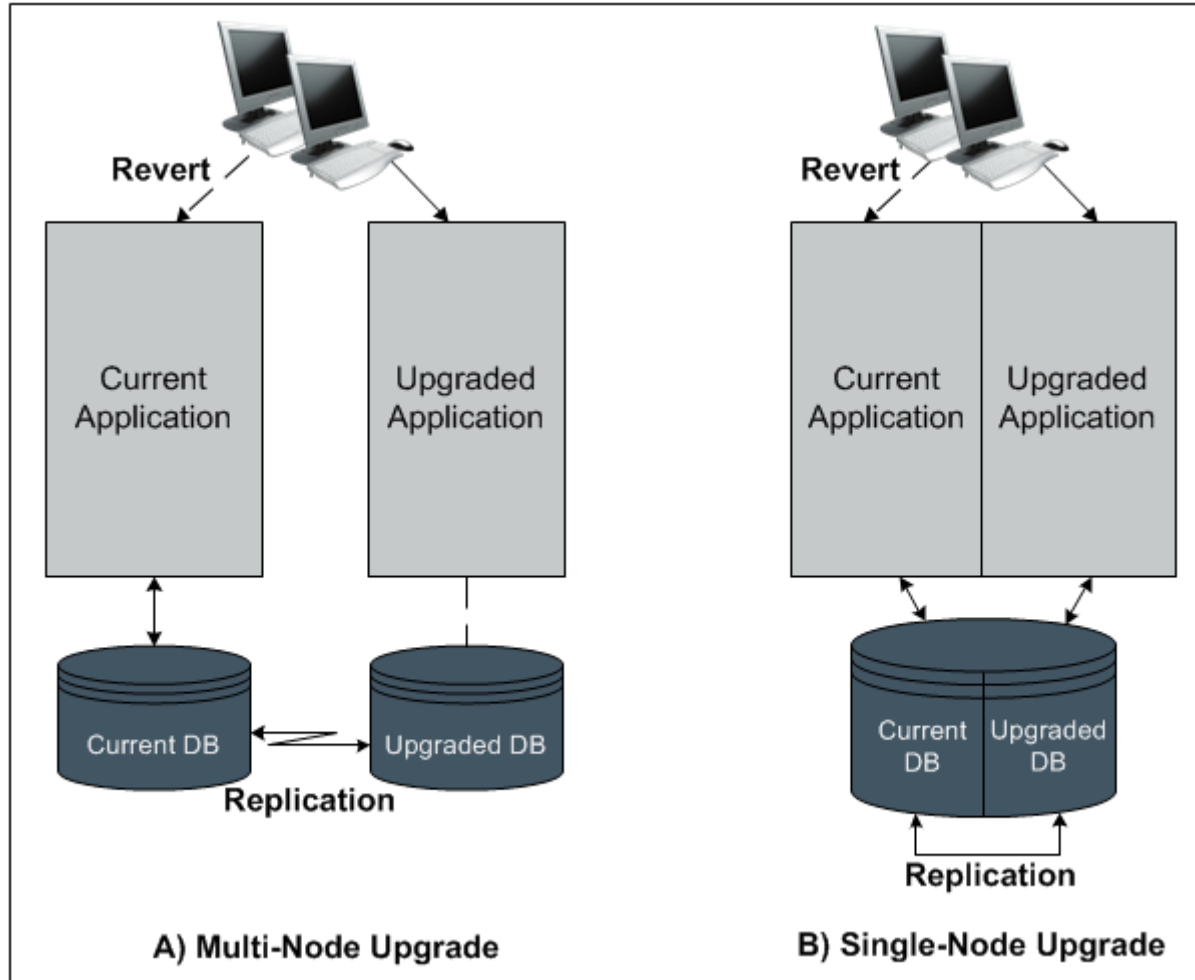 Revert
Current
Application
Upgraded
Application
Current DB
Upgraded DB
Replication
A) Multi-Node Upgrade
Revert
Current
Application
Upgraded
Application
Current
DB
Upgraded
DB
Replication
B) Single-Node Upgrade